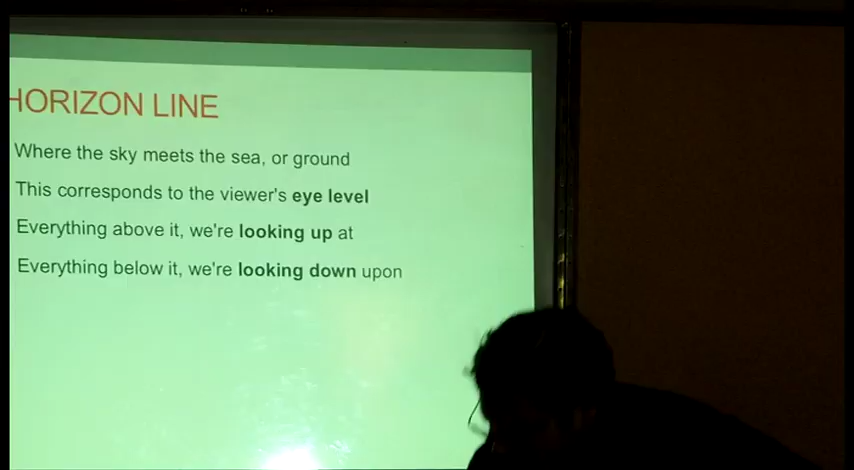 HORIZON LINE
Where the sky meets the sea, or ground
This corresponds to the viewer's eye level
Everything above it, we're looking up at
Everything below it, we're looking down upon